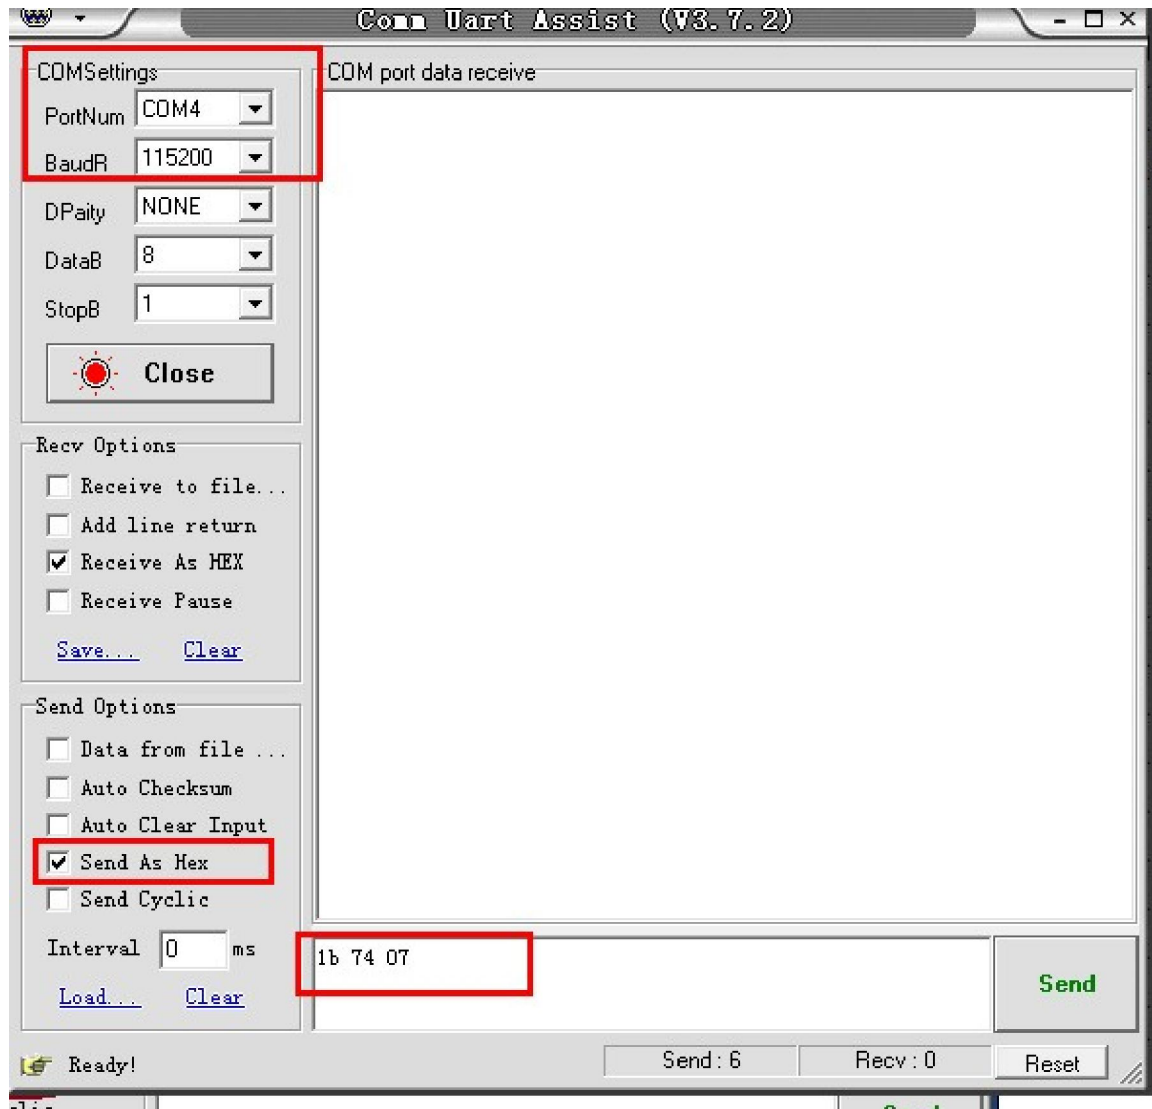 Comm Uart Assist (V3.7.2)
COMSettings
PortNum COM4
BaudR 115200
DPaity NONE
DataB 8
StopB 1
Close
Recv Options
Receive to file...
Add line return
Receive As HEX
Receive Pause
Save... Clear
Send Options
Data from file ...
Auto Checksum
Auto Clear Input
Send As Hex
Send Cyclic
Interval 0 ms
Load... Clear
COM port data receive
1b 74 07
Send
Ready!
Send : 6
Recv : 0
Reset